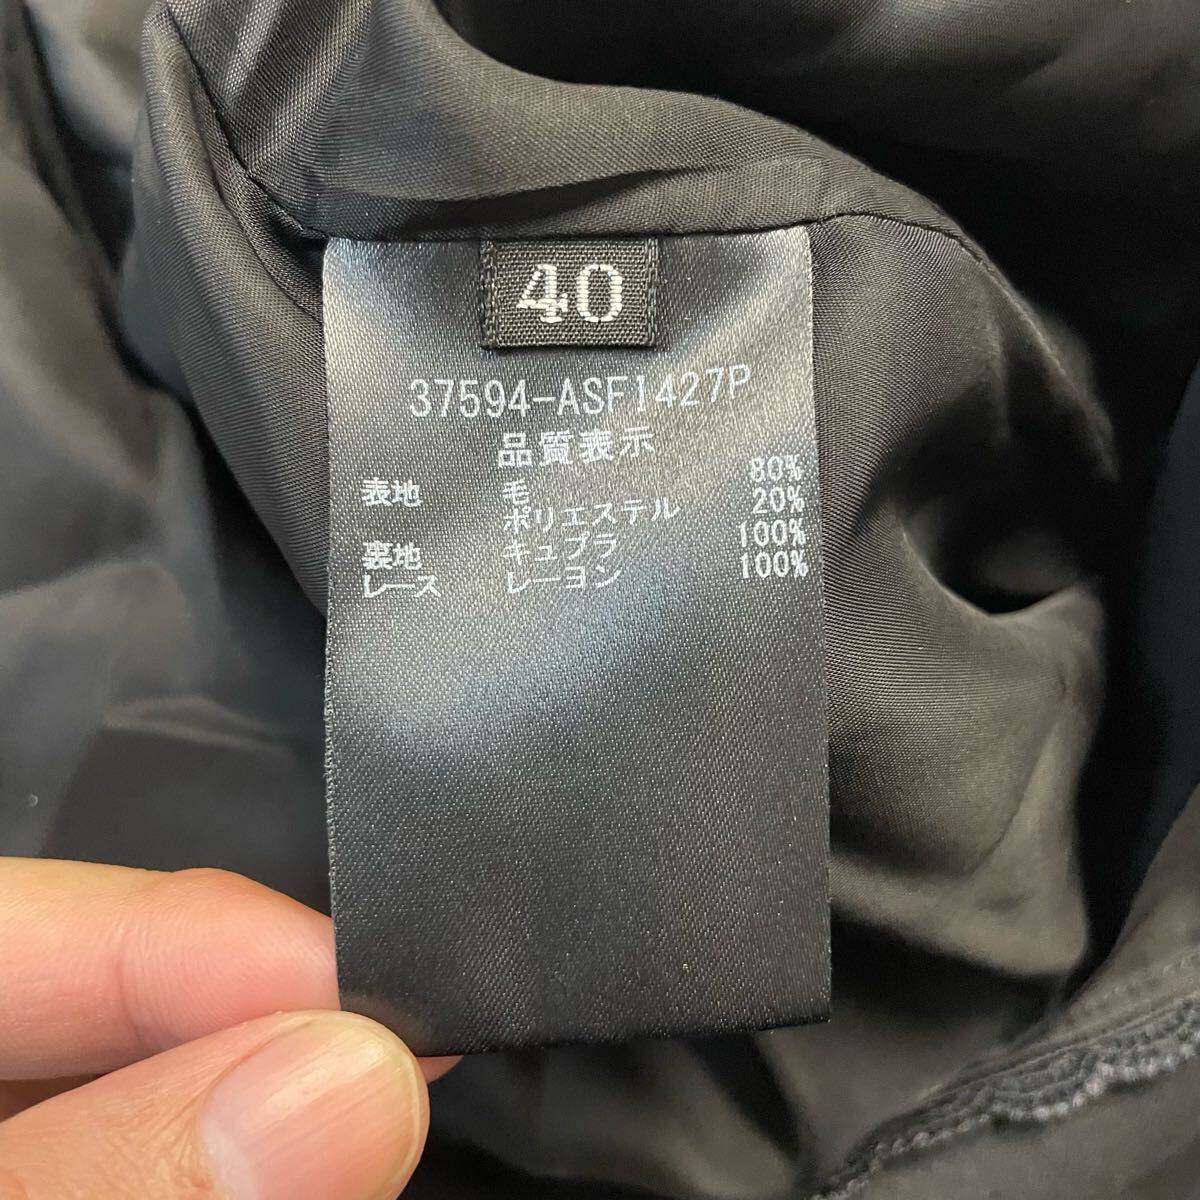 40
37594-ASFI427P
品質表示
表地 毛 80%
ポリエステル 20%
裏地 キュプラ 100%
レース レーヨン 100%